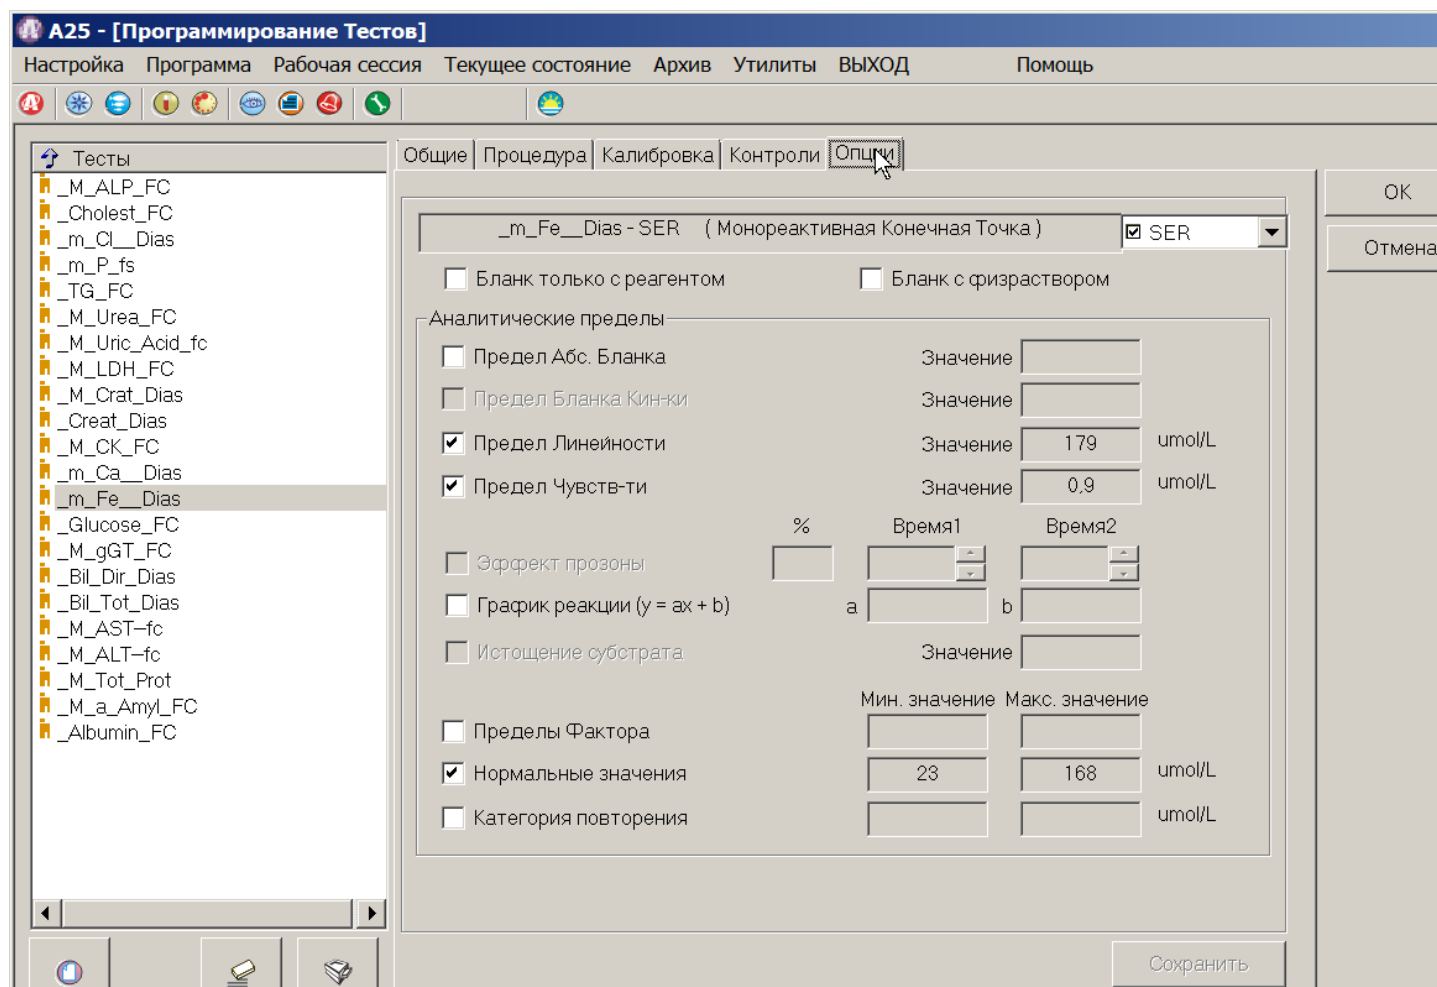 A25 - [Программирование Тестов]
Настройка Программа Рабочая сессия Текущее состояние Архив Утилиты ВЫХОД Помощь
Тесты
_M_ALP_FC
_Cholest_FC
_m_Cl__Dias
_m_P_fs
_TG_FC
_M_Urea_FC
_M_Uric_Acid_fc
_M_LDH_FC
_M_Crat_Dias
_Creat_Dias
_M_CK_FC
_m_Ca__Dias
_m_Fe__Dias
_Glucose_FC
_M_gGT_FC
_Bil_Dir_Dias
_Bil_Tot_Dias
_M_AST-fc
_M_ALT-fc
_M_Tot_Prot
_M_a_Amyl_FC
_Albumin_FC
Общие Процедура Калибровка Контроли Опции
_m_Fe__Dias - SER ( Монореактивная Конечная Точка ) SER
Бланк только с реагентом Бланк с физраствором
Аналитические пределы
Предел Абс. Бланка Значение
Предел Бланка Кин-ки Значение
Предел Линейности Значение 179 umol/L
Предел Чувств-ти Значение 0,9 umol/L
% Время1 Время2
Эффект прозоны
График реакции (y = ax + b) a b
Истощение субстрата Значение
Мин. значение Макс. значение
Пределы Фактора
Нормальные значения 23 168 umol/L
Категория повторения umol/L
Сохранить
OK
Отмена